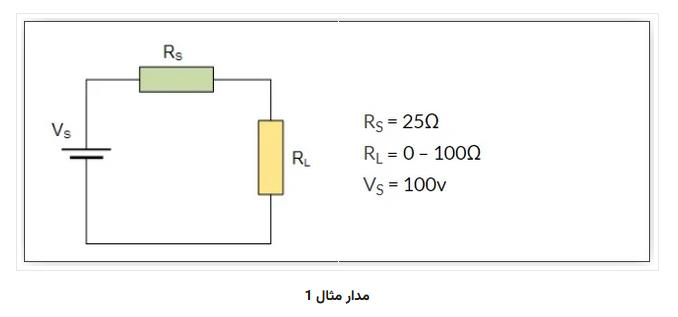 Rs
Vs
RL
Rs = 25Ω
RL = 0 – 100Ω
Vs = 100v
مدار مثال 1